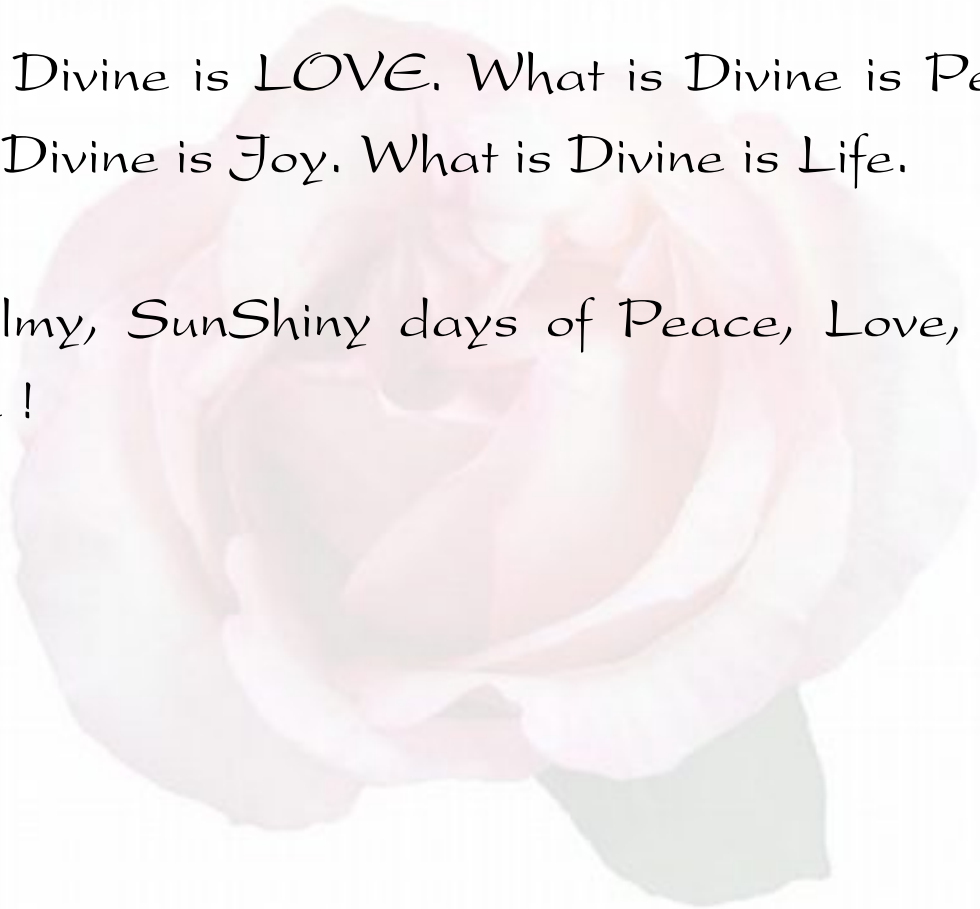 Divine is LOVE. What is Divine is Pe
Divine is Joy. What is Divine is Life.
lmy, SunShiny days of Peace, Love,
!